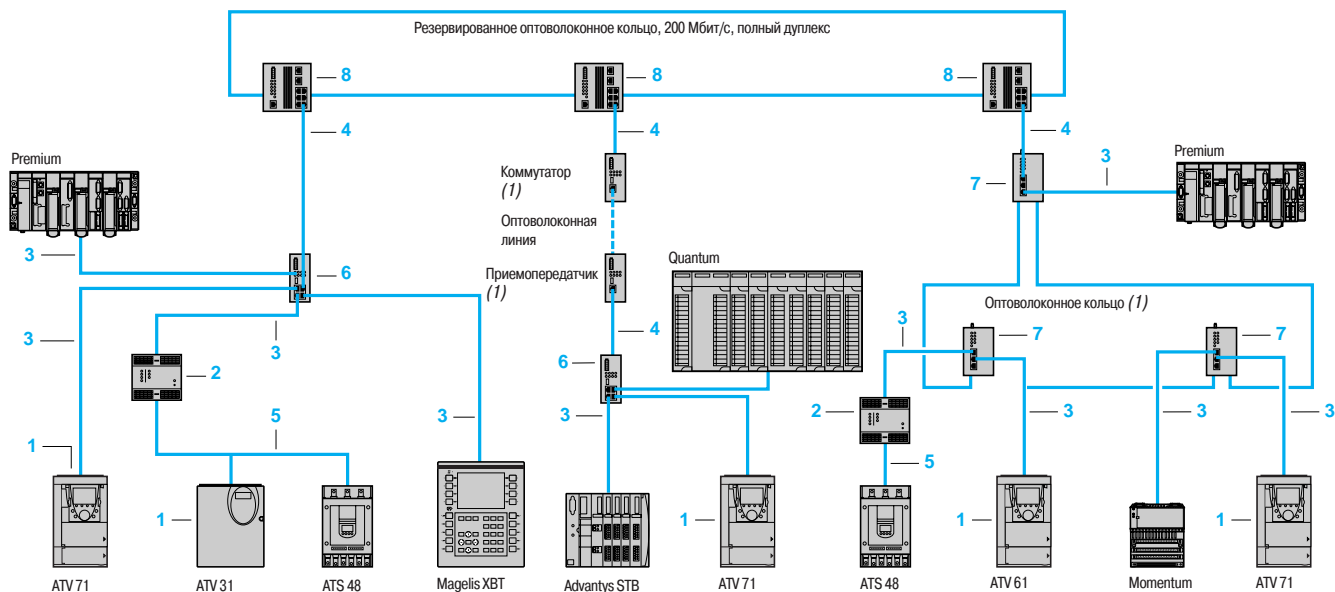 Резервированное оптоволоконное кольцо, 200 Мбит/с, полный дуплекс
8
8
8
4
4
4
Premium
Коммутатор
(1)
7
3
Premium
Оптоволоконная
линия
3
6
Приемопередатчик
(1)
Quantum
Оптоволоконное кольцо (1)
3
3
4
3
7
7
2
6
2
3
3
3
3
3
5
5
1
1
1
1
1
ATV 71
ATV 31
ATS 48
Magelis XBT
Advantys STB
ATV 71
ATS 48
ATV 61
Momentum
ATV 71